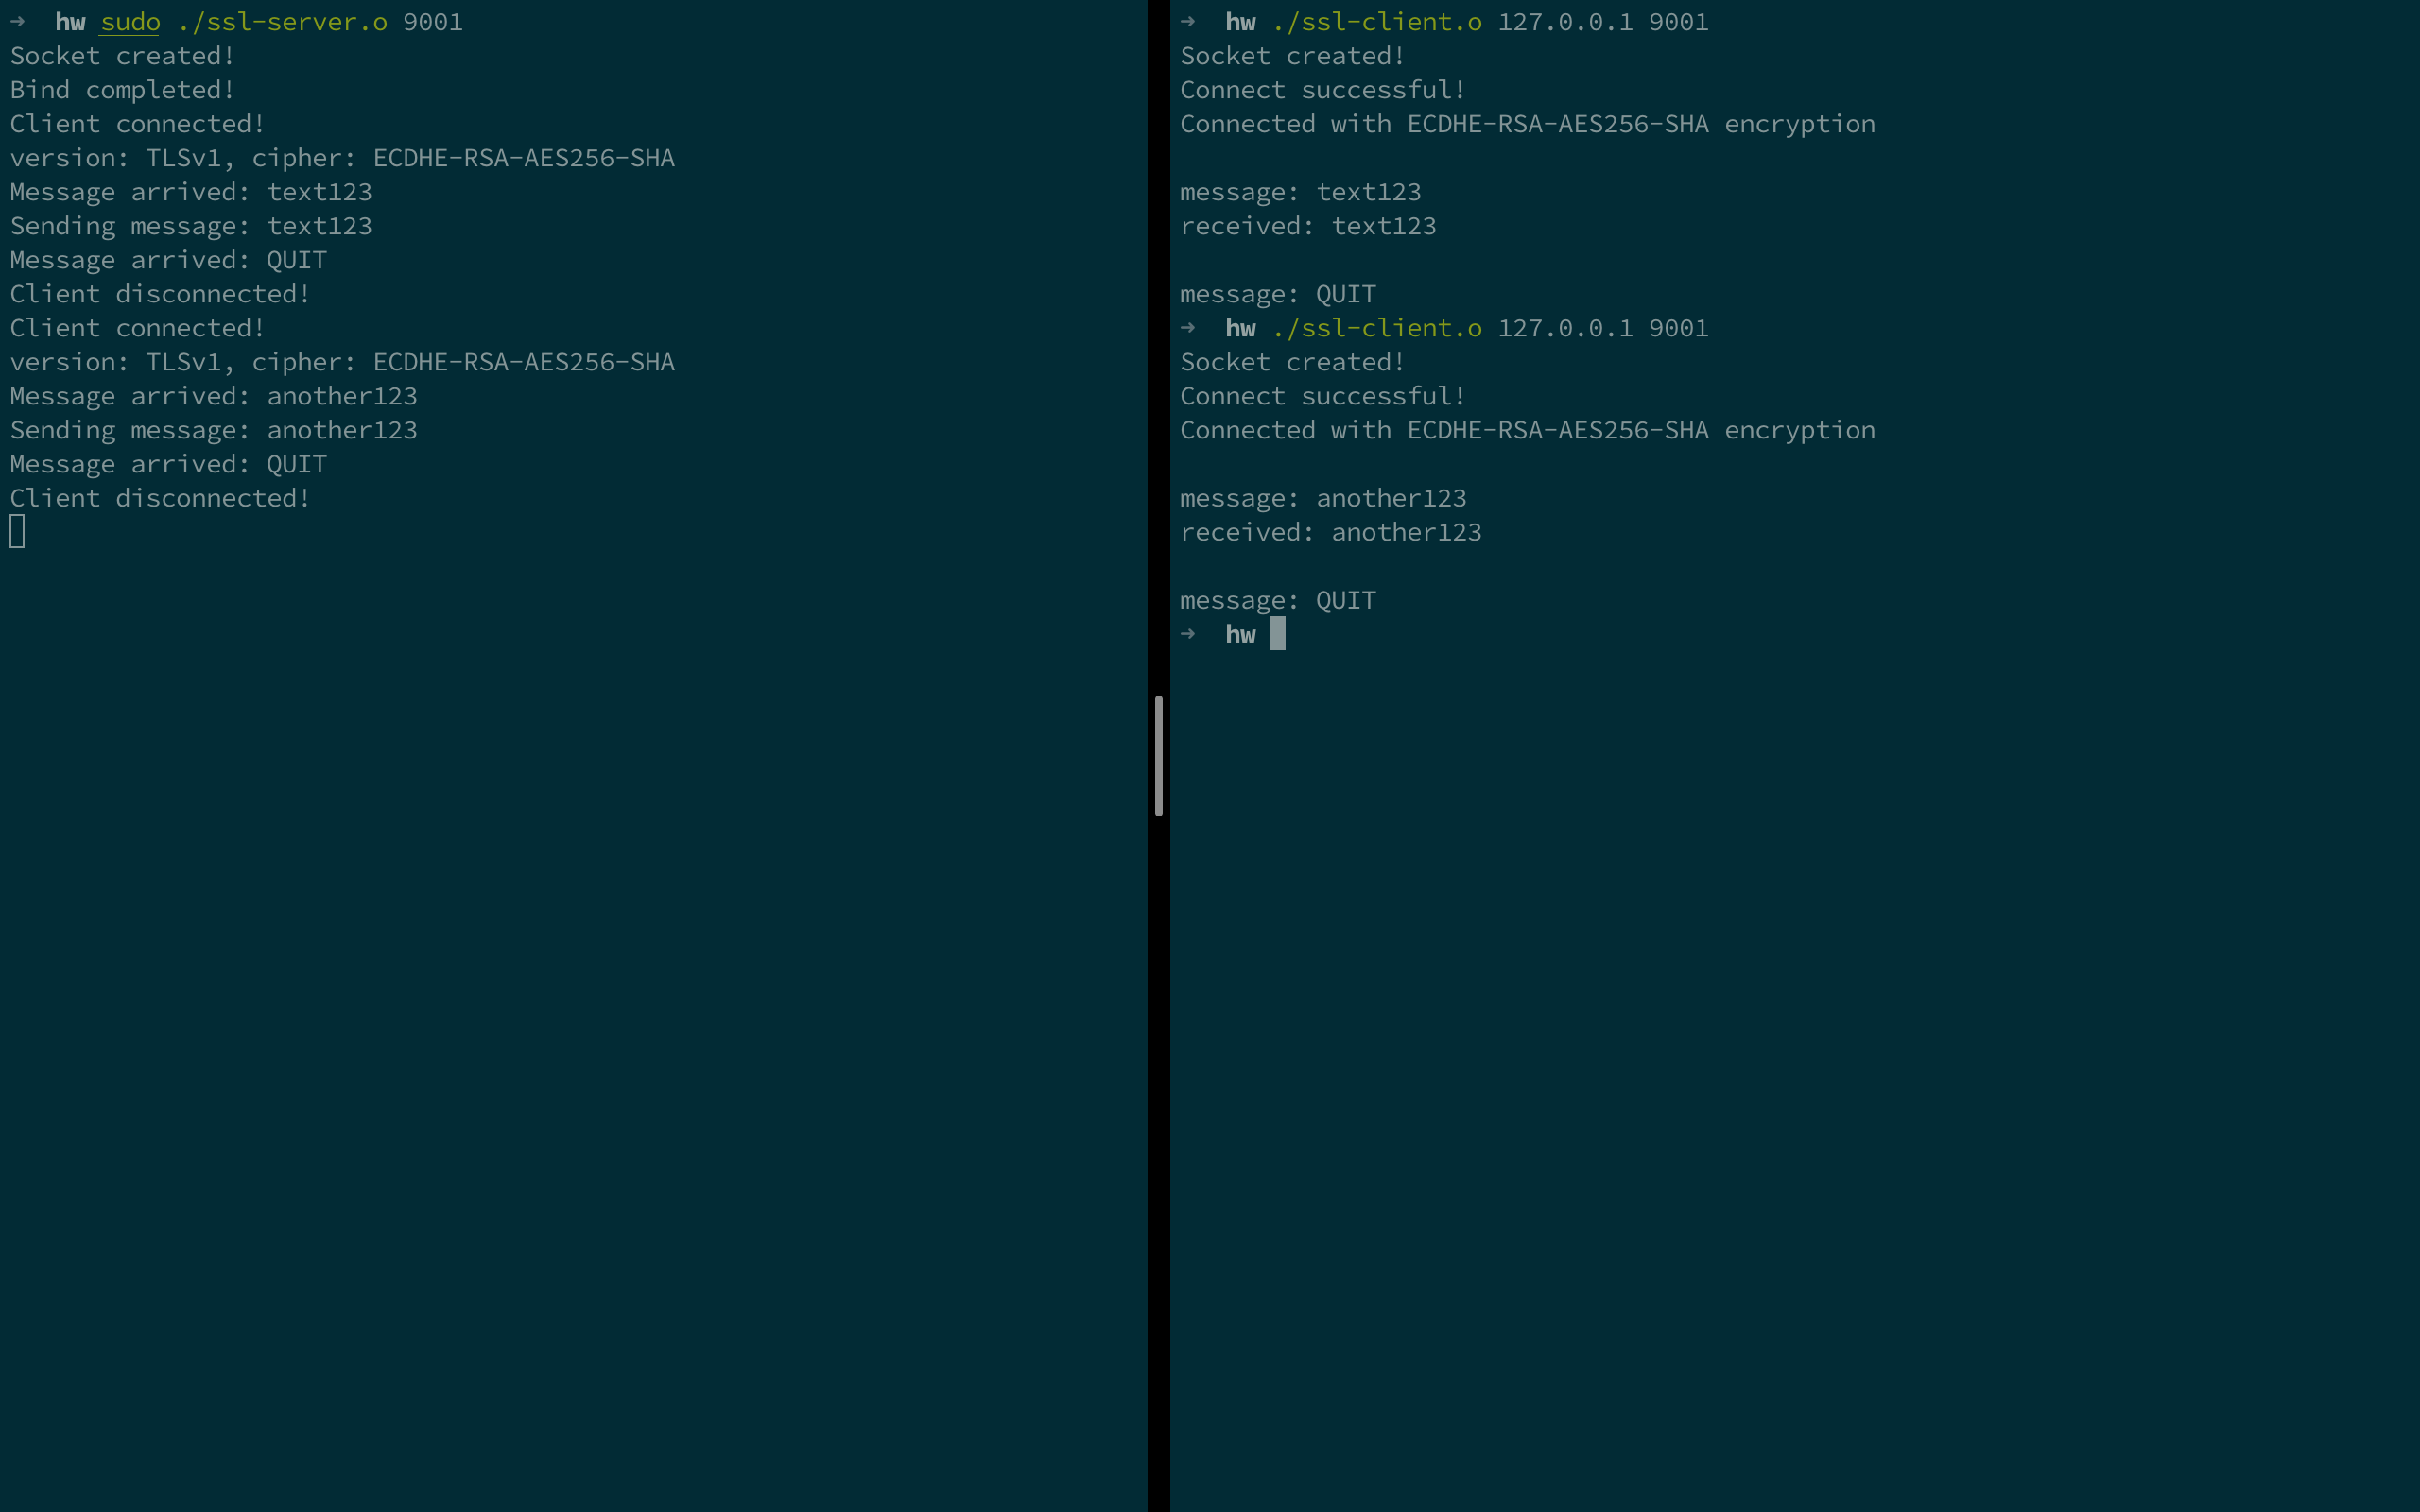 ➜  hw sudo ./ssl-server.o 9001
Socket created!
Bind completed!
Client connected!
version: TLSv1, cipher: ECDHE-RSA-AES256-SHA
Message arrived: text123
Sending message: text123
Message arrived: QUIT
Client disconnected!
Client connected!
version: TLSv1, cipher: ECDHE-RSA-AES256-SHA
Message arrived: another123
Sending message: another123
Message arrived: QUIT
Client disconnected!
➜  hw ./ssl-client.o 127.0.0.1 9001
Socket created!
Connect successful!
Connected with ECDHE-RSA-AES256-SHA encryption
message: text123
received: text123
message: QUIT
➜  hw ./ssl-client.o 127.0.0.1 9001
Socket created!
Connect successful!
Connected with ECDHE-RSA-AES256-SHA encryption
message: another123
received: another123
message: QUIT
➜  hw